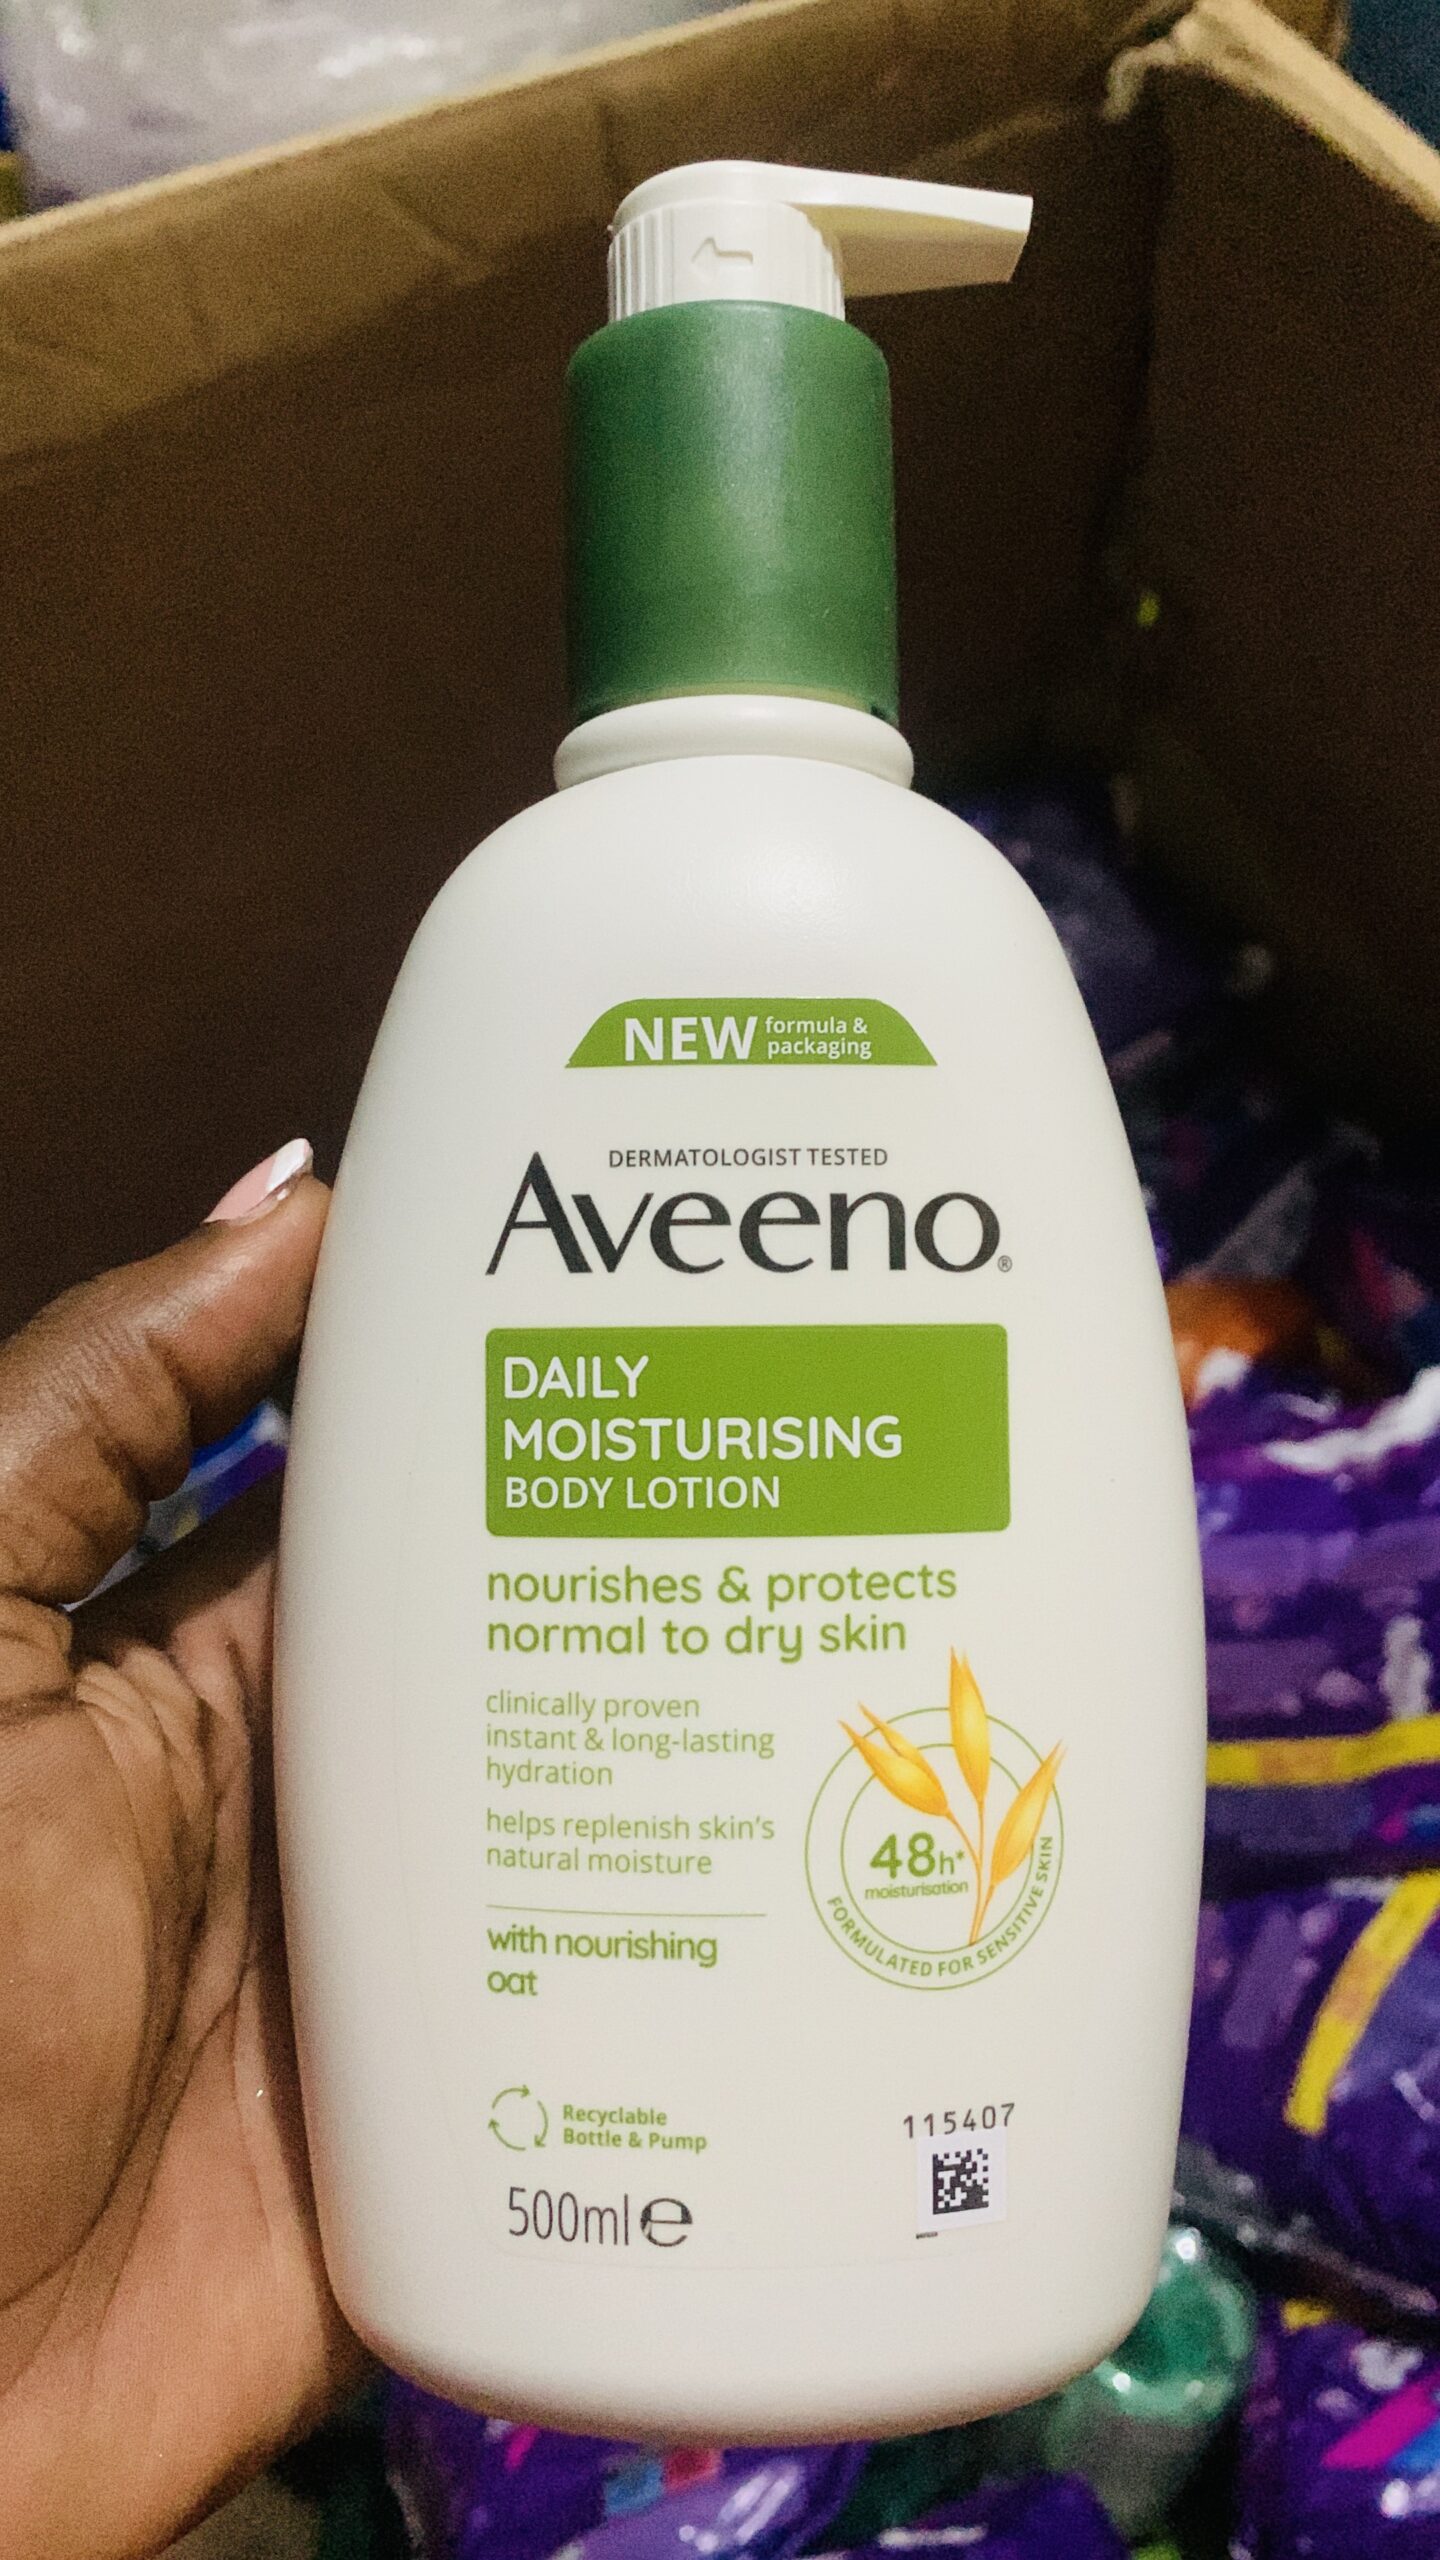 NEW formula &
packaging
DERMATOLOGIST TESTED
Aveeno®
DAILY
MOISTURISING
BODY LOTION
nourishes & protects
normal to dry skin
clinically proven
instant & long-lasting
hydration
helps replenish skin's
natural moisture
with nourishing
oat
48h*
moisturisation
FORMULATED FOR SENSITIVE SKIN
Recyclable
Bottle & Pump
115407
500ml e